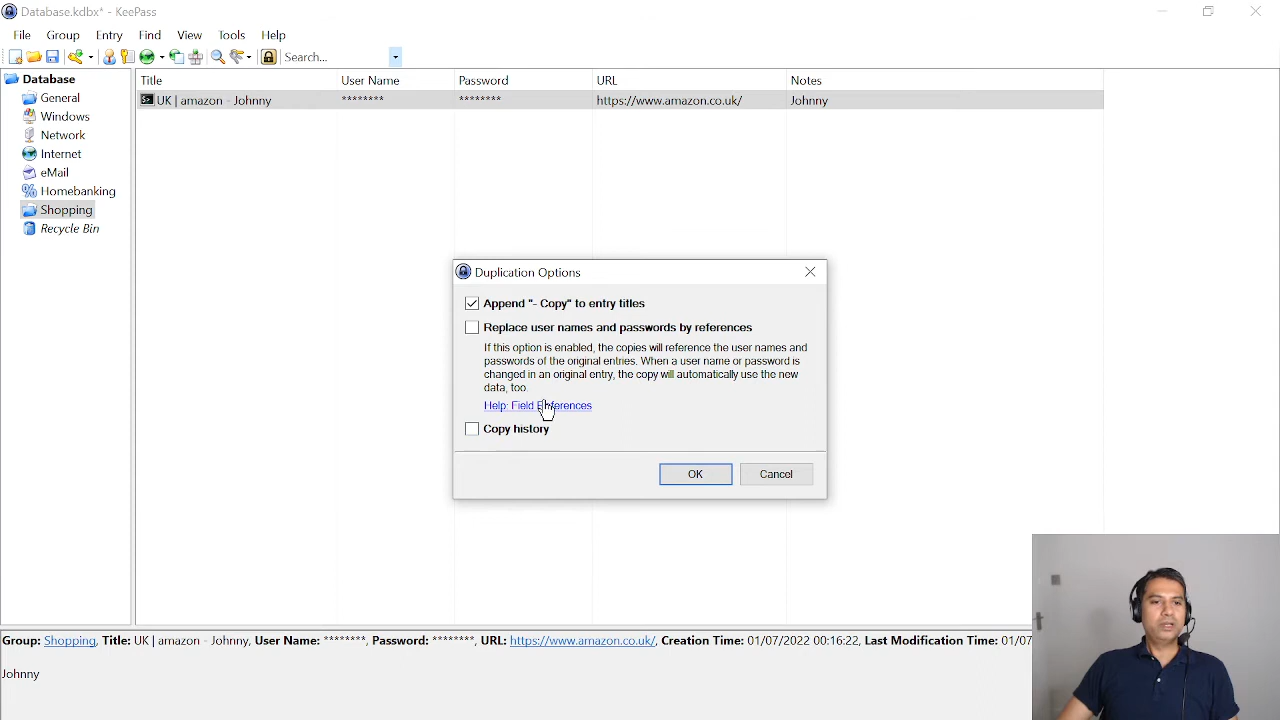 Database.kdbx* - KeePass
File Group Entry Find View Tools Help
Search...
Database
General
Windows
Network
Internet
eMail
Homebanking
Shopping
Recycle Bin
Title User Name Password URL Notes
UK | amazon - Johnny ******** ******** https://www.amazon.co.uk/ Johnny
Duplication Options
Append "- Copy" to entry titles
Replace user names and passwords by references
If this option is enabled, the copies will reference the user names and
passwords of the original entries. When a user name or password is
changed in an original entry, the copy will automatically use the new
data, too.
Help: Field References
Copy history
OK Cancel
Group: Shopping, Title: UK | amazon - Johnny, User Name: ********, Password: ********, URL: https://www.amazon.co.uk/, Creation Time: 01/07/2022 00:16:22, Last Modification Time: 01/07
Johnny